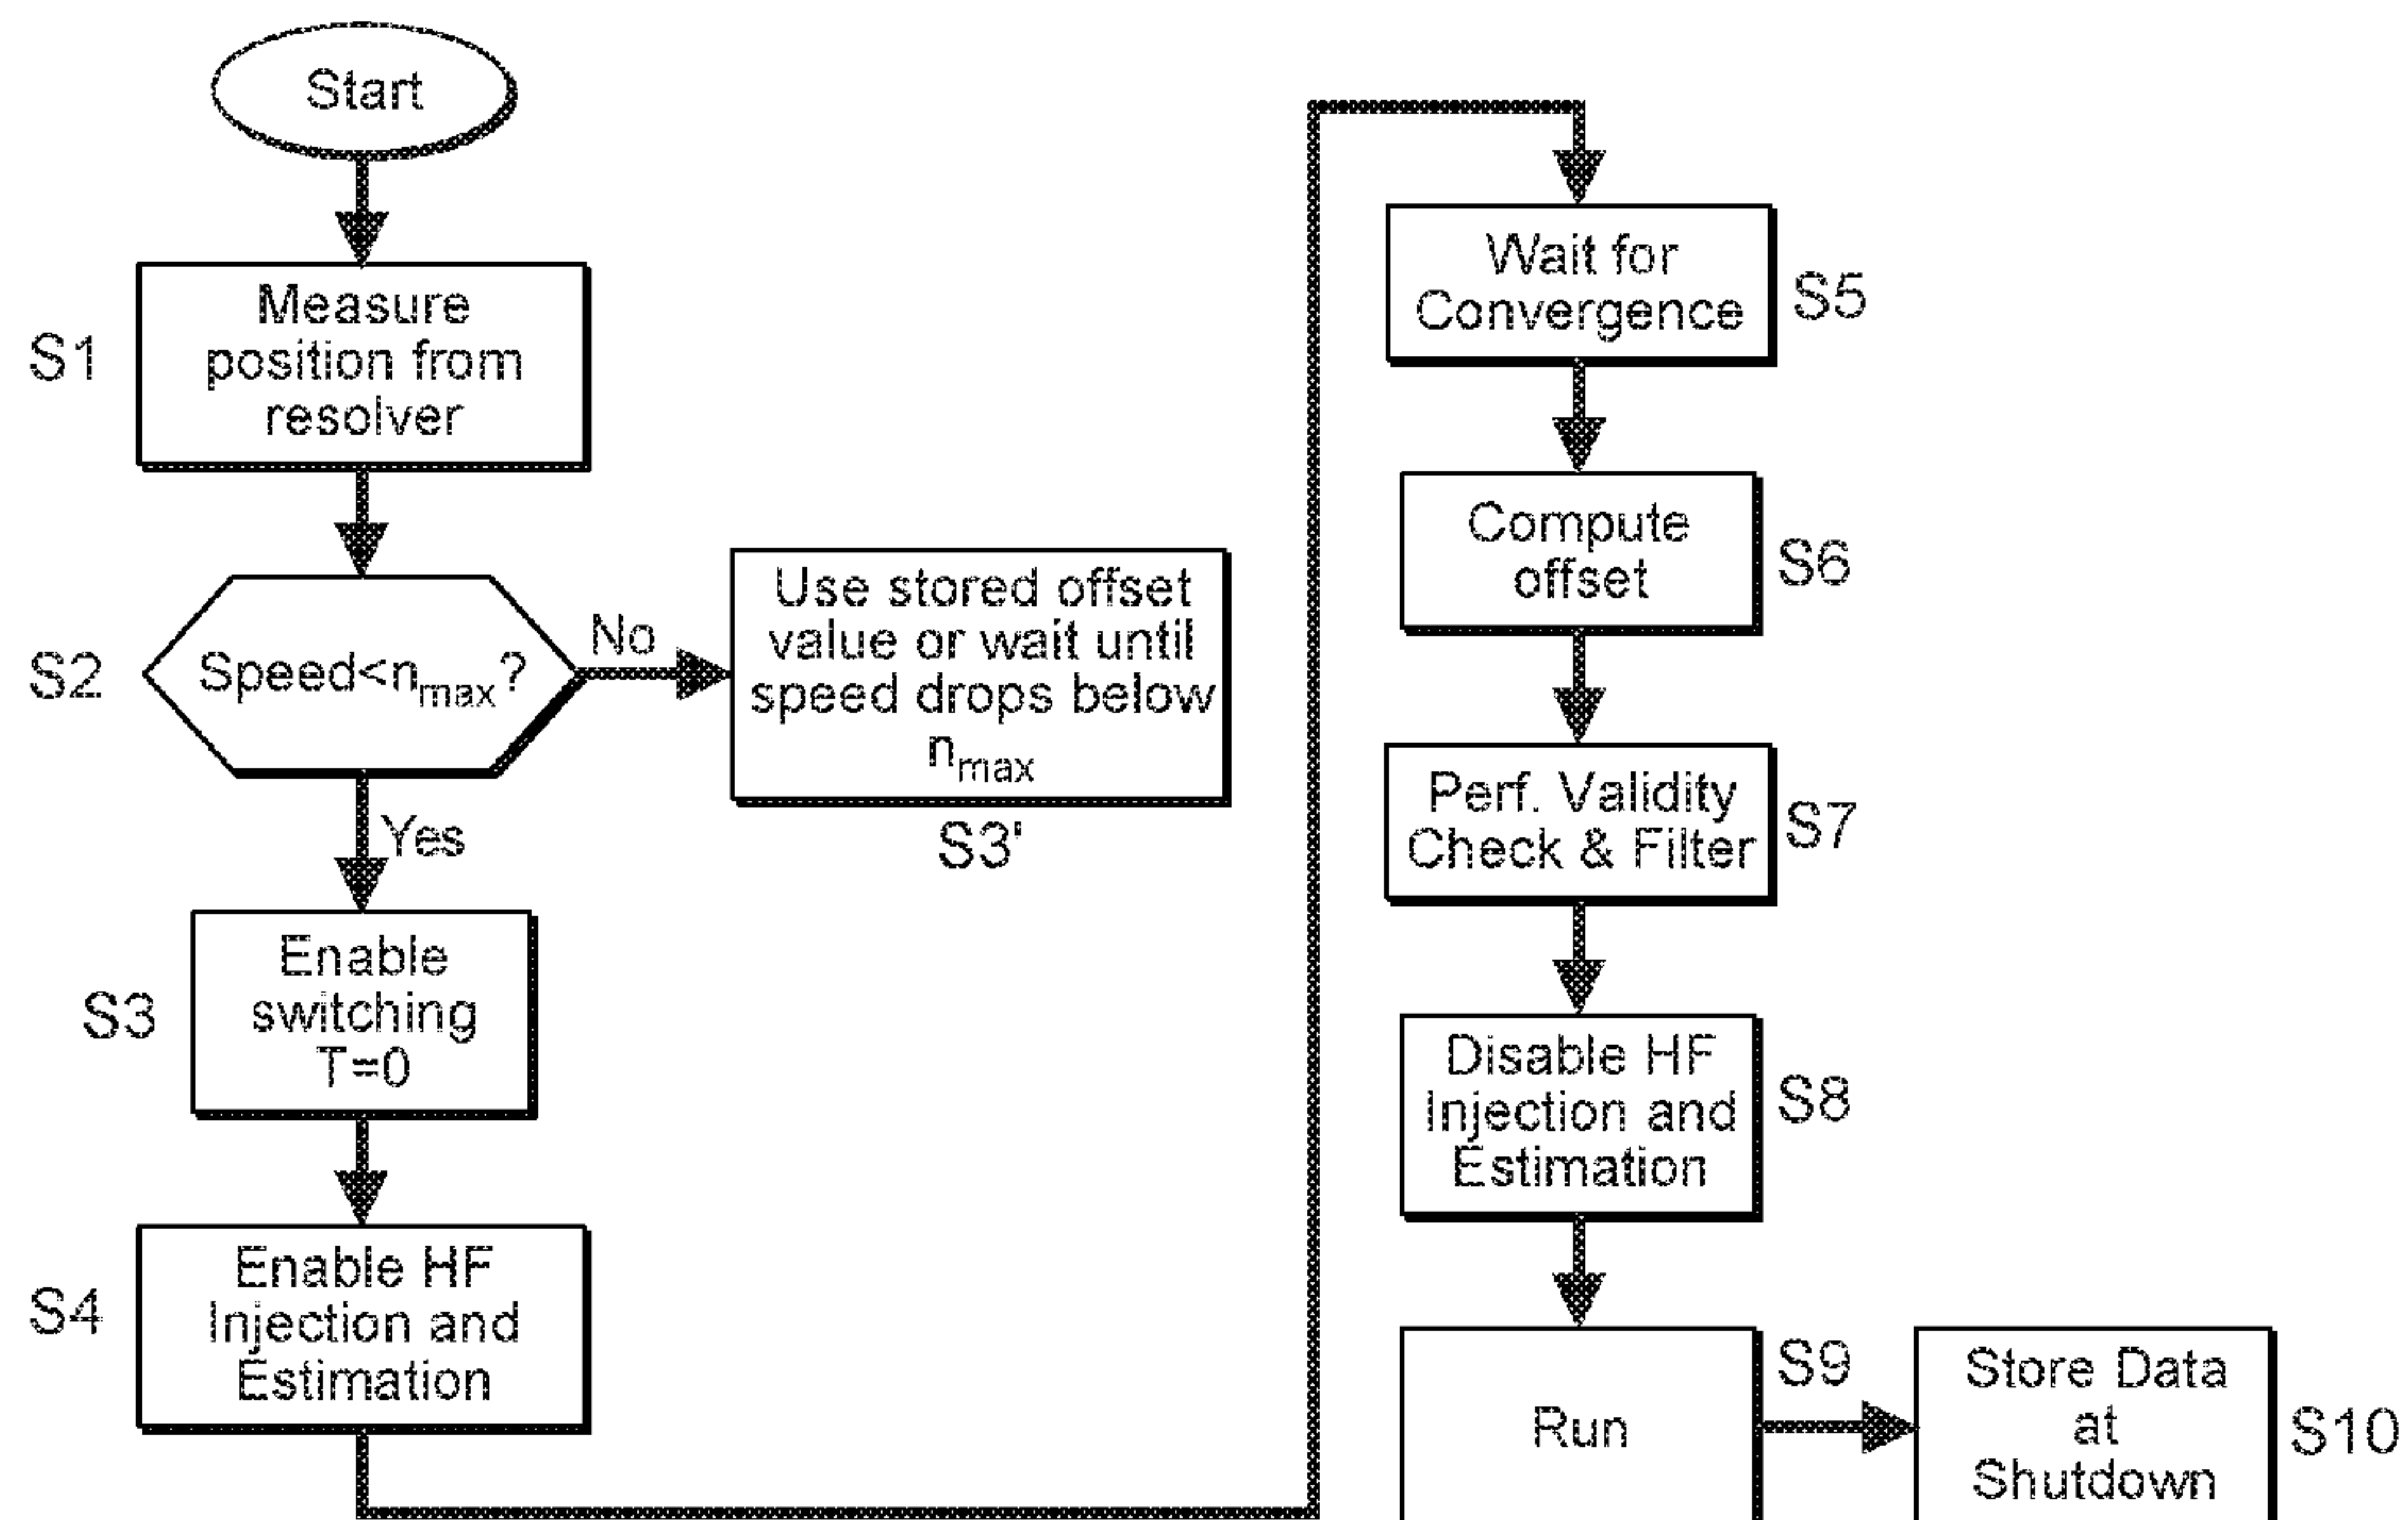 Start
S1
Measure
position from
resolver
S2
Speed<nmax?
No
Use stored offset
value or wait until
speed drops below
nmax
S3'
Yes
S3
Enable
switching
T=0
S4
Enable HF
Injection and
Estimation
Wait for
Convergence
S5
Compute
offset
S6
Perf. Validity
Check & Filter
S7
Disable HF
Injection and
Estimation
S8
Run
S9
Store Data
at
Shutdown
S10